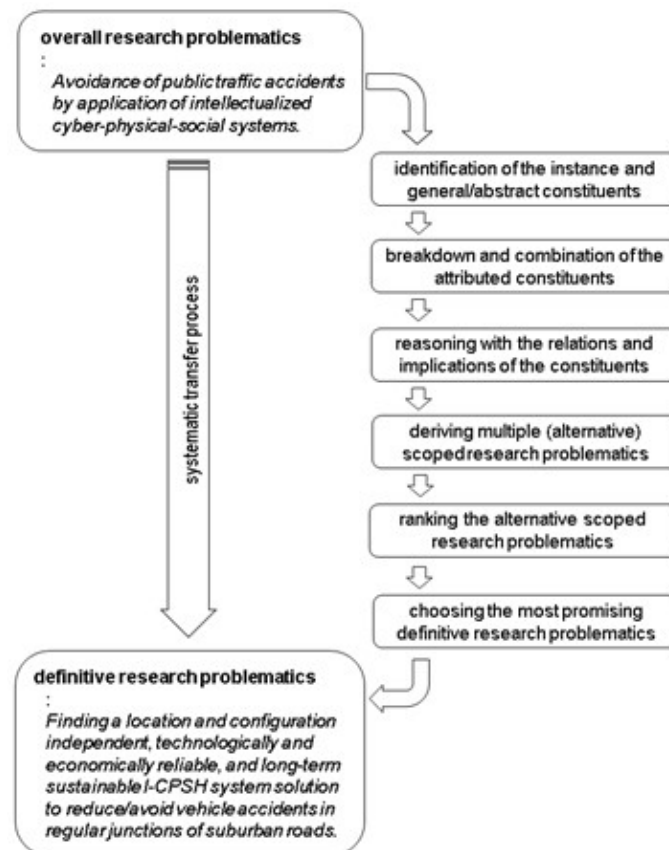 overall research problematics
:
Avoidance of public traffic accidents
by application of intellectualized
cyber-physical-social systems.
identification of the instance and
general/abstract constituents
breakdown and combination of the
attributed constituents
reasoning with the relations and
implications of the constituents
deriving multiple (alternative)
scoped research problematics
ranking the alternative scoped
research problematics
choosing the most promising
definitive research problematics
systematic transfer process
definitive research problematics
:
Finding a location and configuration
independent, technologically and
economically reliable, and long-term
sustainable I-CPSH system solution
to reduce/avoid vehicle accidents in
regular junctions of suburban roads.